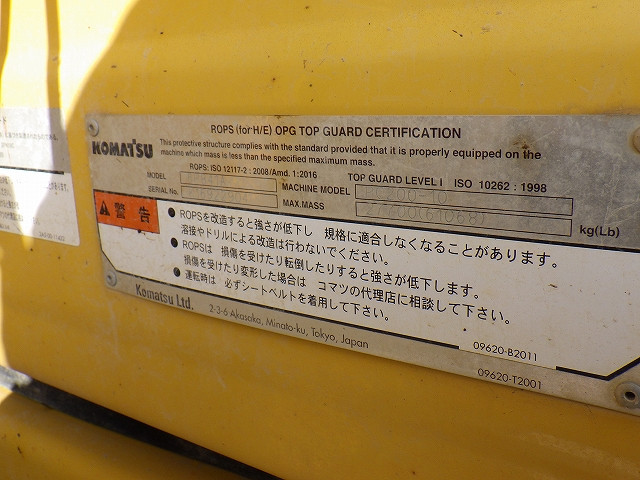 ROPS (for H/E) OPG TOP GUARD CERTIFICATION
KOMATSU
This protective structure complies with the standard provided that it is properly equipped on the
machine which mass is less than the specified maximum mass.
ROPS: ISO 12117-2 : 2008/Amd. 1:2016
TOP GUARD LEVEL I ISO 10262 : 1998
MODEL
MACHINE MODEL
SERIAL No.
MAX.MASS
kg(Lb)
警告
● ROPSを改造すると強さが低下し 規格に適合しなくなることがあります。
溶接やドリルによる改造は行わないでください。
● ROPSは 損傷を受けたり転倒したりすると強さが低下します。
損傷を受けたり変形した場合は コマツの代理店に相談して下さい。
● 運転時は 必ずシートベルトを着用して下さい。
Komatsu Ltd.
2-3-6 Akasaka, Minato-ku, Tokyo, Japan
09620-B2011
09620-T2001